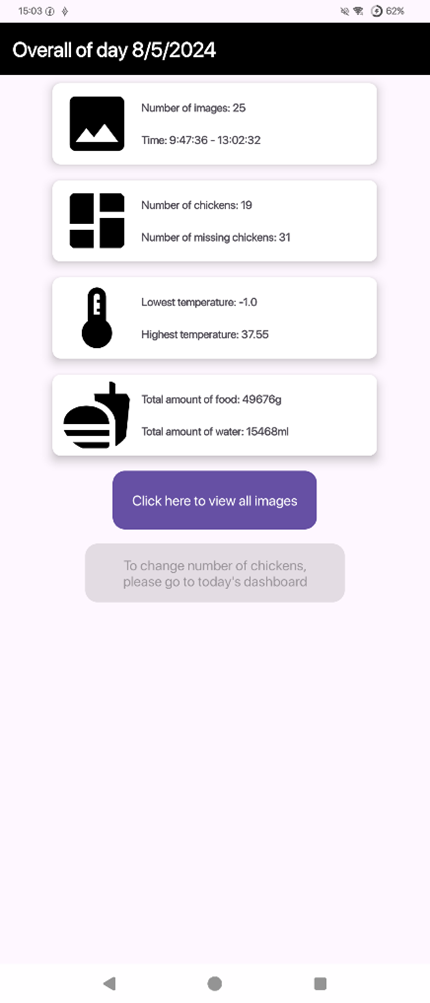 15:03 62%
Overall of day 8/5/2024
Number of images: 25
Time: 9:47:36 - 13:02:32
Number of chickens: 19
Number of missing chickens: 31
Lowest temperature: -1.0
Highest temperature: 37.55
Total amount of food: 49676g
Total amount of water: 15468ml
Click here to view all images
To change number of chickens,
please go to today's dashboard